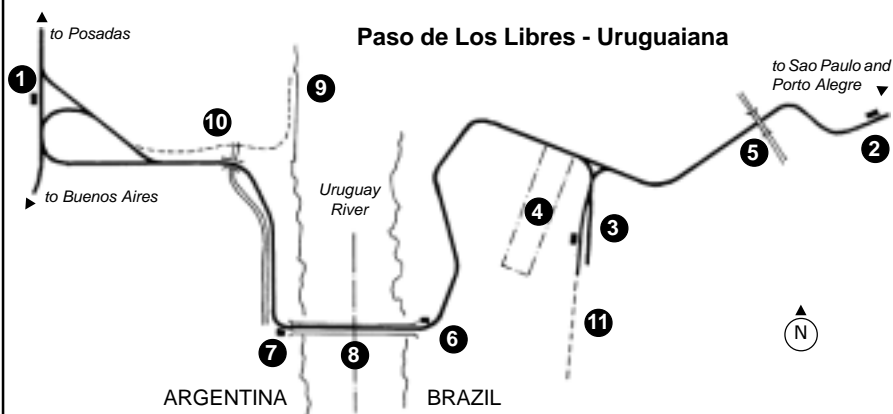 to Posadas
Paso de Los Libres - Uruguaiana
to Sao Paulo and
Porto Alegre
1
9
10
5
2
to Buenos Aires
Uruguay
River
4
3
11
N
7
8
6
ARGENTINA
BRAZIL